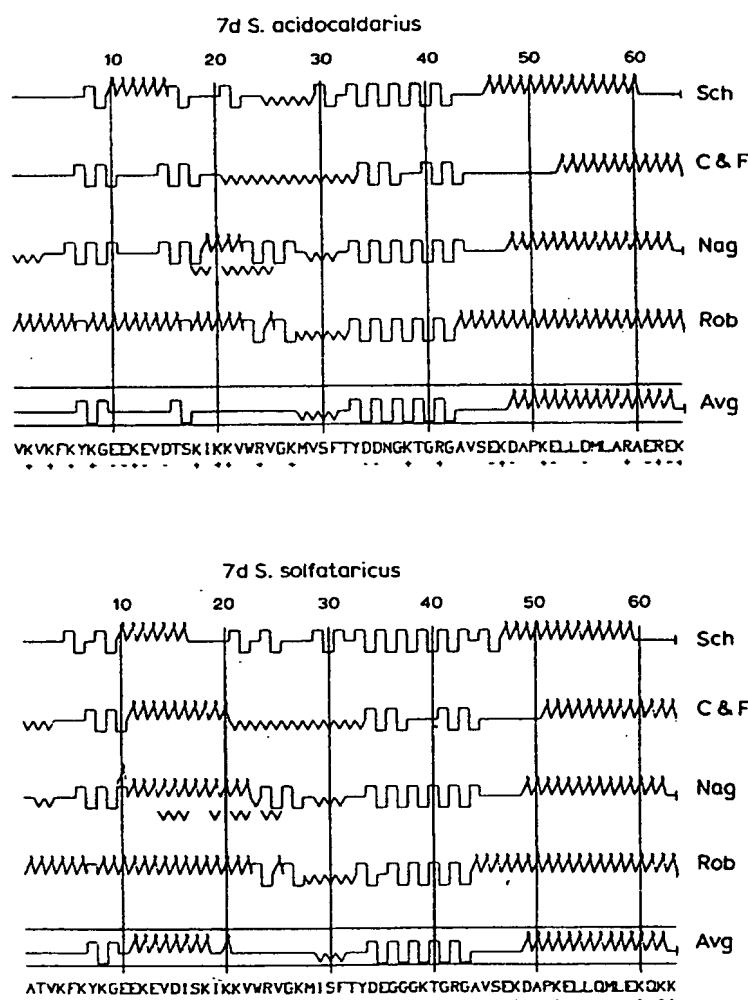 7d S. acidocaldarius
10 20 30 40 50 60
Sch
C & F
Nag
Rob
Avg
VKVKFKYKGEEKEVDTSKIKKVWRVGKMVSFTYDDNGKTGRGAVSEKDAPKELLDMLARAEREK
7d S. solfataricus
10 20 30 40 50 60
Sch
C & F
Nag
Rob
Avg
ATVKFKYKGEEKEVDISKIKKVWRVGKMISFTYDEGGGKTGRGAVSEKDAPKELLQMLEKQKK